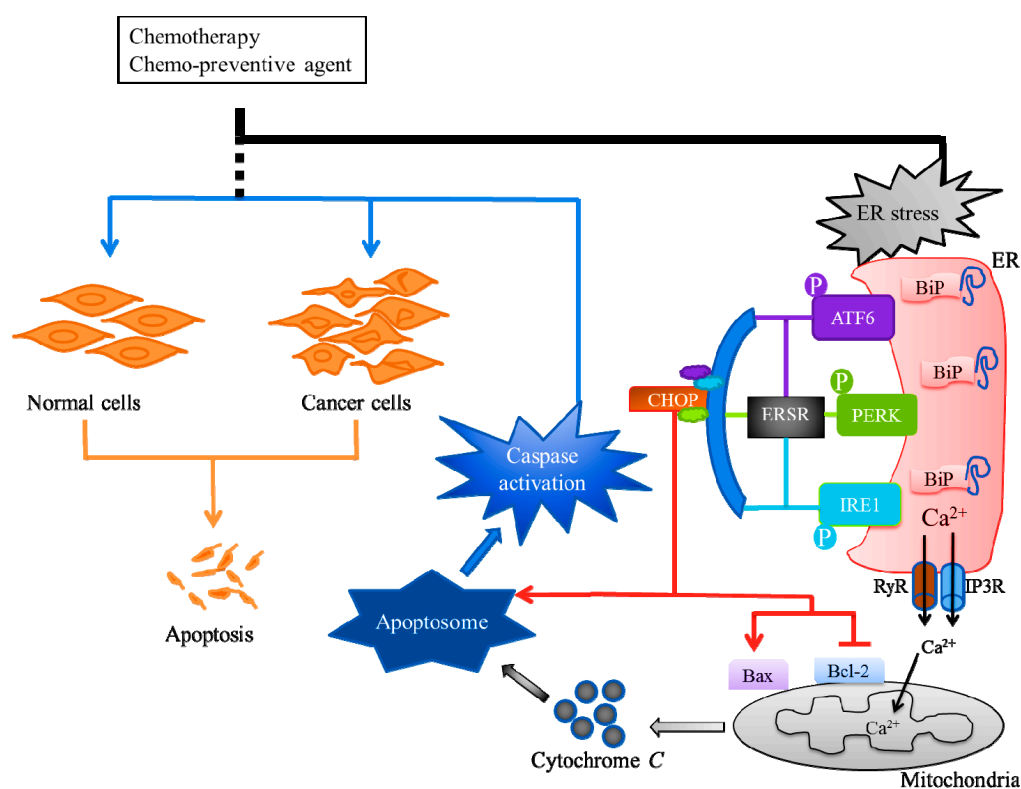 Chemotherapy
Chemo-preventive agent
ER stress
ER
BiP
P
ATF6
BiP
P
CHOP
ERSR
PERK
Normal cells
Cancer cells
Caspase
activation
BiP
IRE1
Ca²⁺
P
RyR
IP3R
Apoptosome
Apoptosis
Ca²⁺
Bax
Bcl-2
Ca²⁺
Cytochrome C
Mitochondria